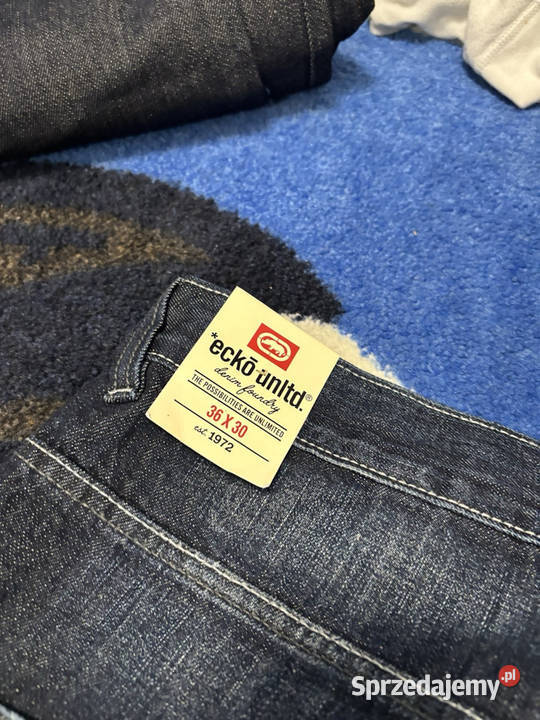 *eckō unltd.®
denim foundry
THE POSSIBILITIES ARE UNLIMITED
36 X 30
est. 1972
Sprzedajemy.pl